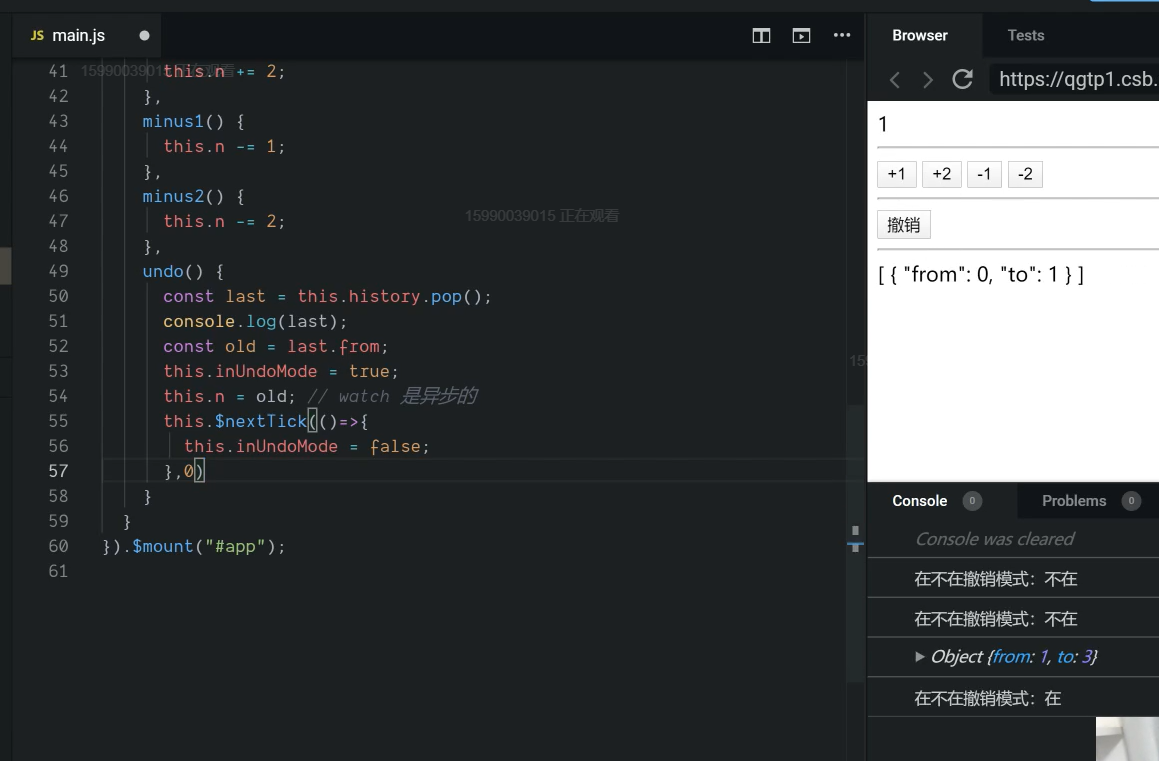 JS main.js
41 this.n += 2;
15990039015 正在观看
42 },
43 minus1() {
44 this.n -= 1;
45 },
46 minus2() {
47 this.n -= 2;
15990039015 正在观看
48 },
49 undo() {
50 const last = this.history.pop();
51 console.log(last);
52 const old = last.from;
53 this.inUndoMode = true;
54 this.n = old; // watch 是异步的
55 this.$nextTick(()=>{
56 this.inUndoMode = false;
57 },0)
58 }
59 }
60 }).$mount("#app");
61
159
Browser Tests
https://qgtp1.csb.
1
+1 +2 -1 -2
撤销
[ { "from": 0, "to": 1 } ]
Console 0 Problems 0
Console was cleared
在不在撤销模式：不在
在不在撤销模式：不在
Object {from: 1, to: 3}
在不在撤销模式：在